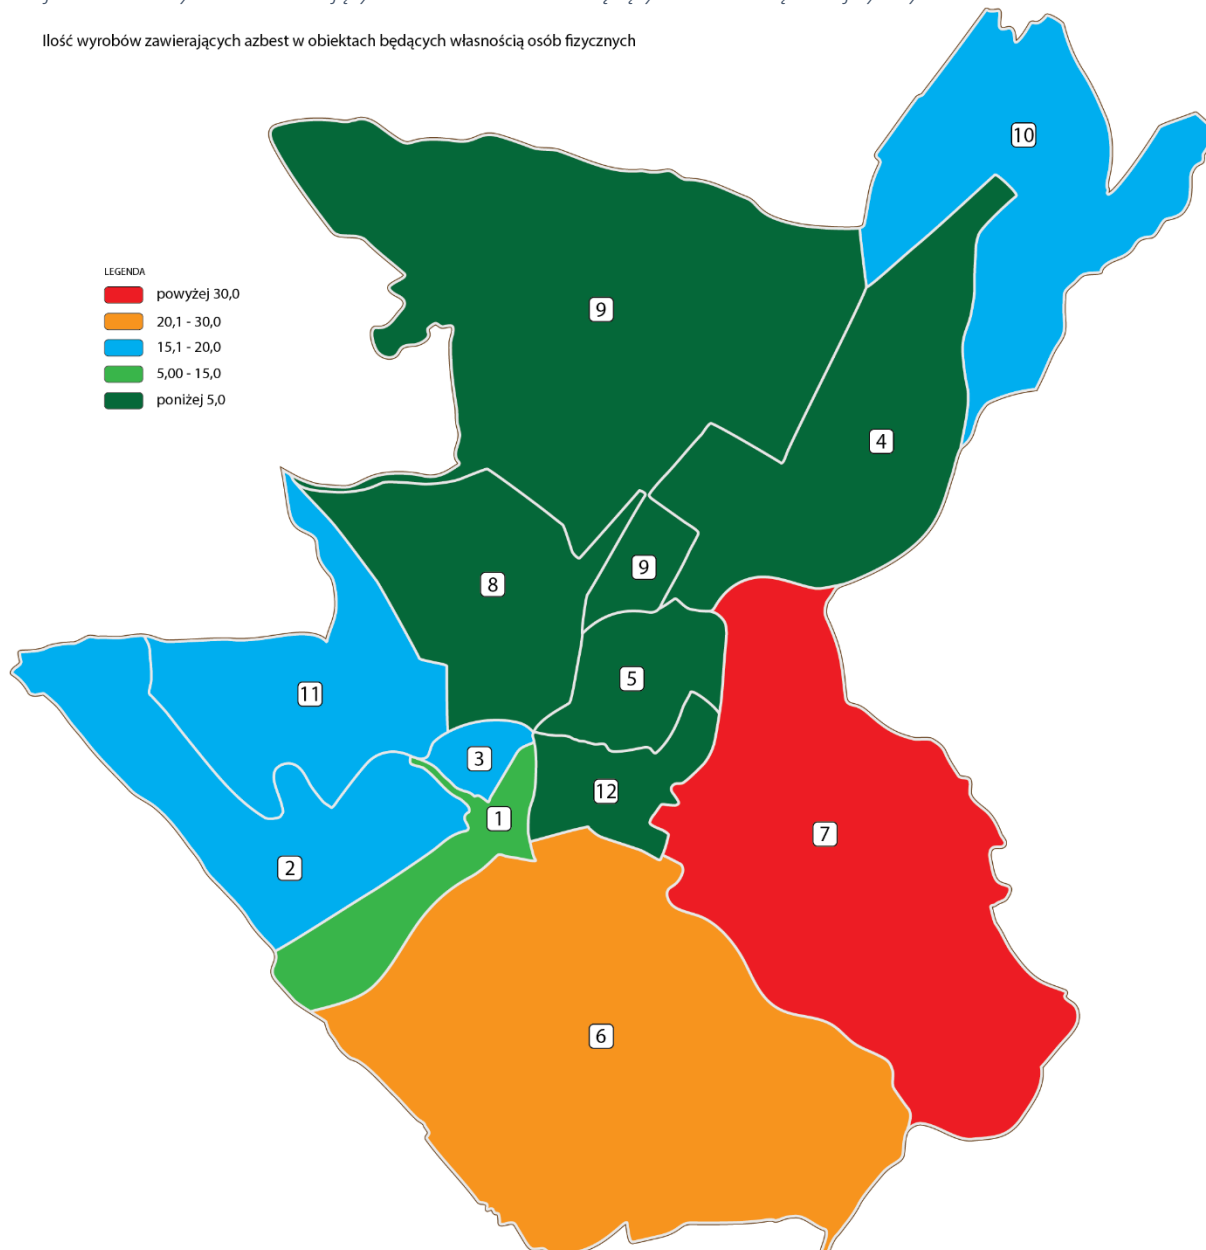 Ilość wyrobów zawierających azbest w obiektach będących własnością osób fizycznych
10
LEGENDA
powyżej 30,0
9
20,1 - 30,0
15,1 - 20,0
5,00 - 15,0
poniżej 5,0
4
9
8
5
11
3
12
1
7
2
6